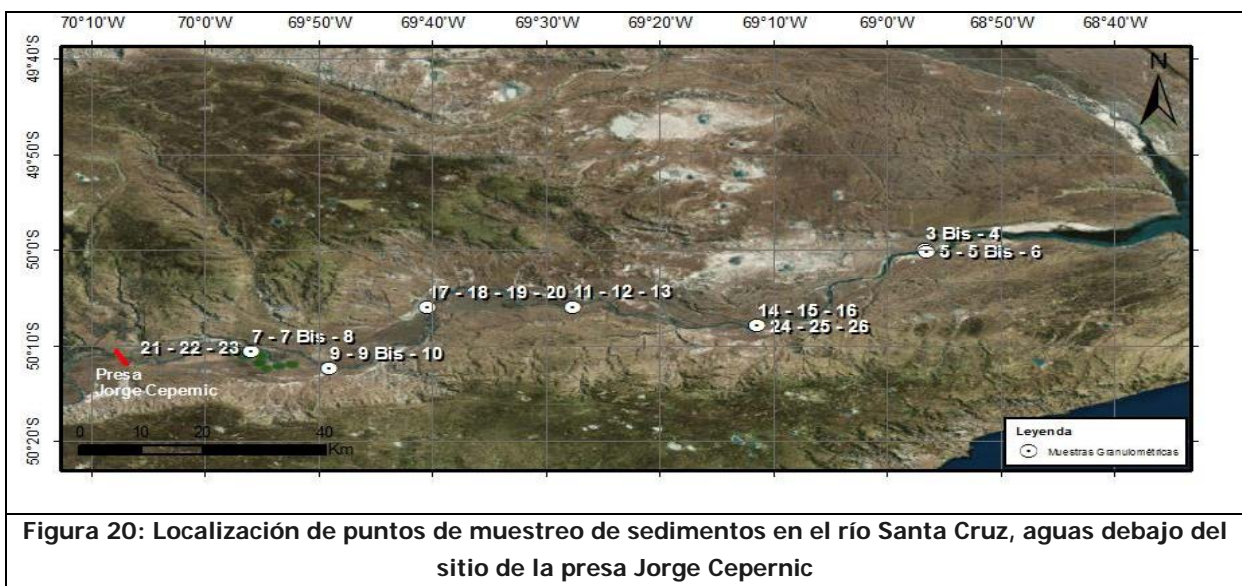 70°10'W 70°0'W 69°50'W 69°40'W 69°30'W 69°20'W 69°10'W 69°0'W 68°50'W 68°40'W
49°40'S
49°50'S
50°0'S
50°10'S
50°20'S
N
3 Bis - 4
5 - 5 Bis - 6
17 - 18 - 19 - 20
11 - 12 - 13
14 - 15 - 16
24 - 25 - 26
7 - 7 Bis - 8
21 - 22 - 23
9 - 9 Bis - 10
Presa
Jorge Cepernic
0 10 20 40
Km
Leyenda
Muestras Granulométricas
Figura 20: Localización de puntos de muestreo de sedimentos en el río Santa Cruz, aguas debajo del
sitio de la presa Jorge Cepernic